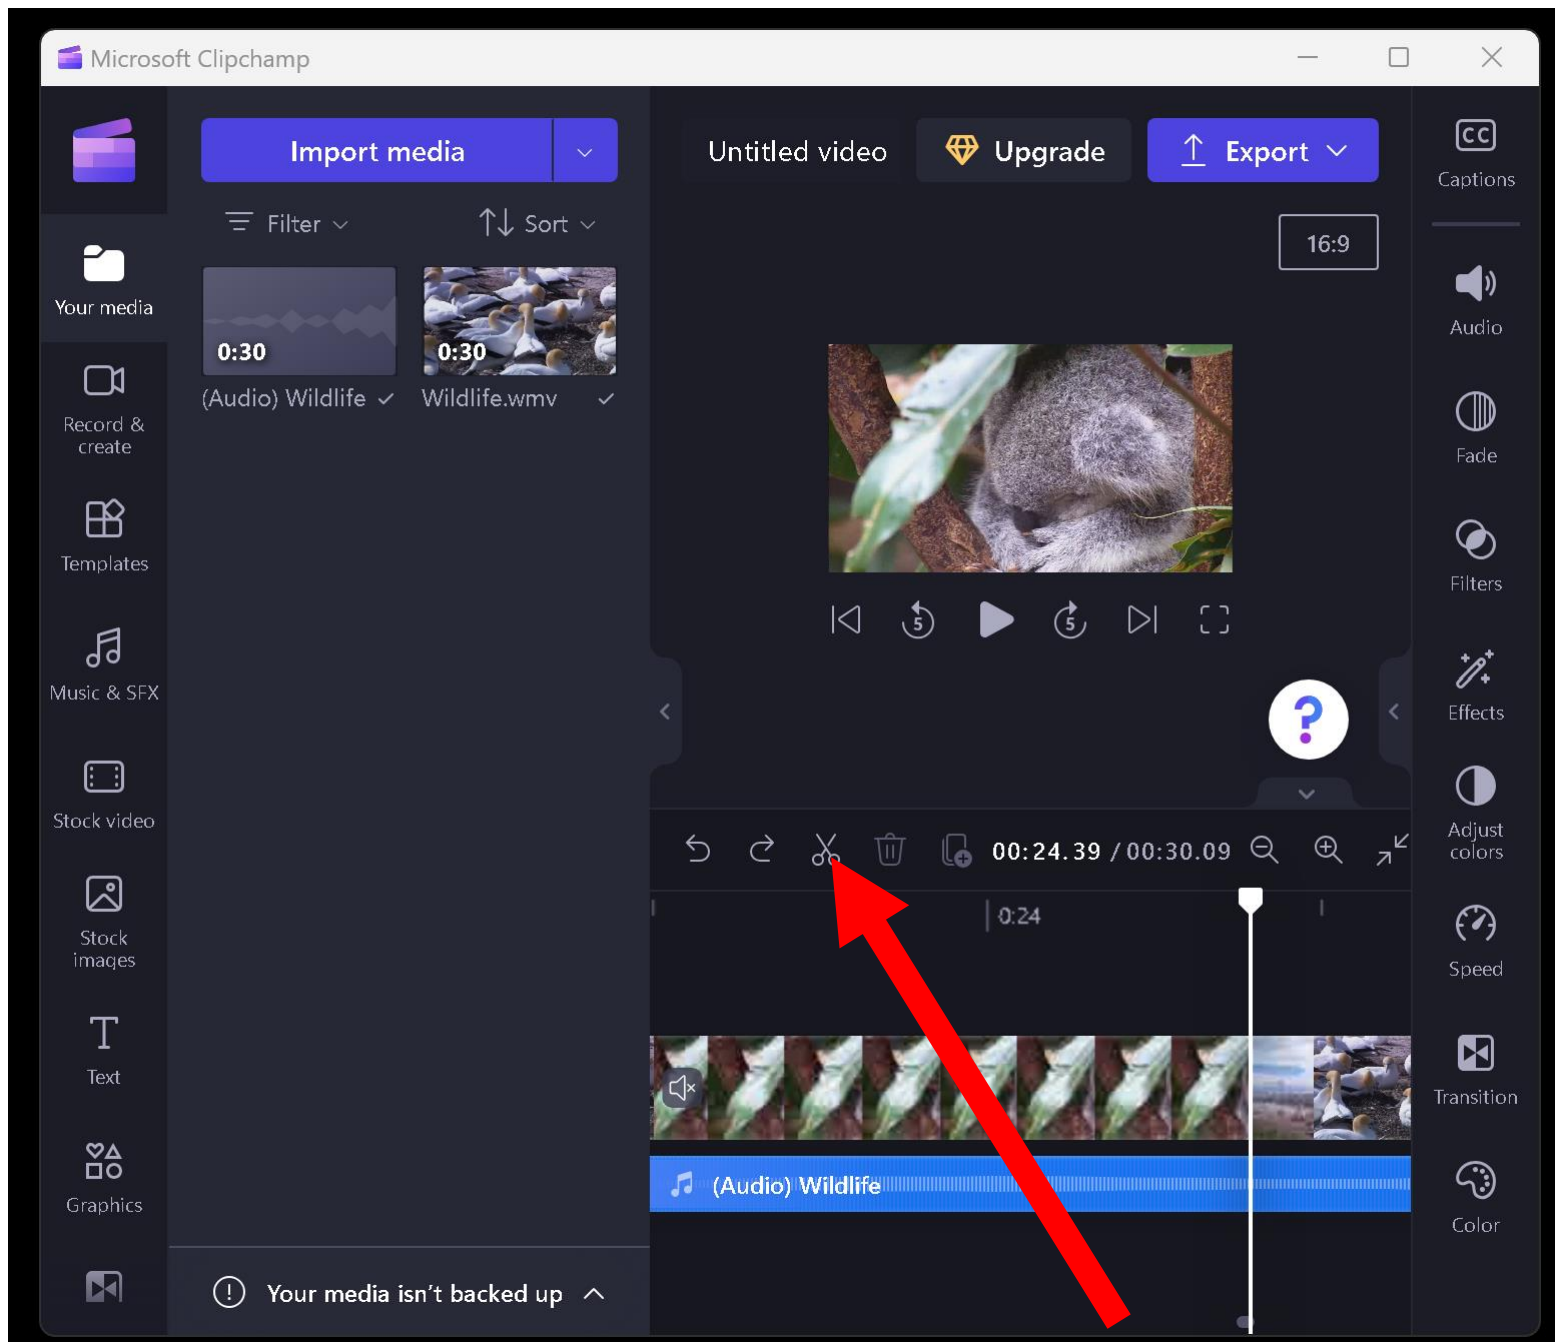 Microsoft Clipchamp
Import media
Untitled video
Upgrade
Export
CC
Captions
Filter
Sort
16:9
Your media
0:30
0:30
(Audio) Wildlife
Wildlife.wmv
Audio
Record &
create
Fade
Templates
Filters
5
5
Music & SFX
Effects
?
Stock video
Adjust
colors
00:24.39 / 00:30.09
0:24
Stock
images
Speed
Text
Transition
(Audio) Wildlife
Graphics
Color
Your media isn't backed up